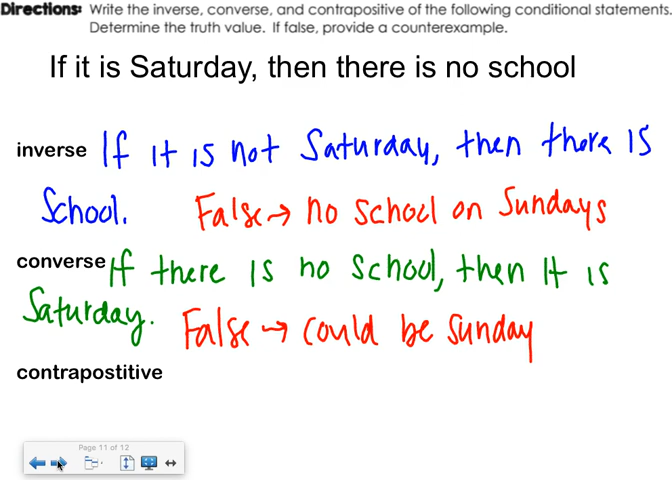 Directions: Write the inverse, converse, and contrapositive of the following conditional statements.
Determine the truth value. If false, provide a counterexample.
If it is Saturday, then there is no school
inverse If it is not Saturday, then there is
School. False → no school on Sundays
converse If there is no school, then it is
Saturday. False → could be Sunday
contrapostitive
Page 11 of 12